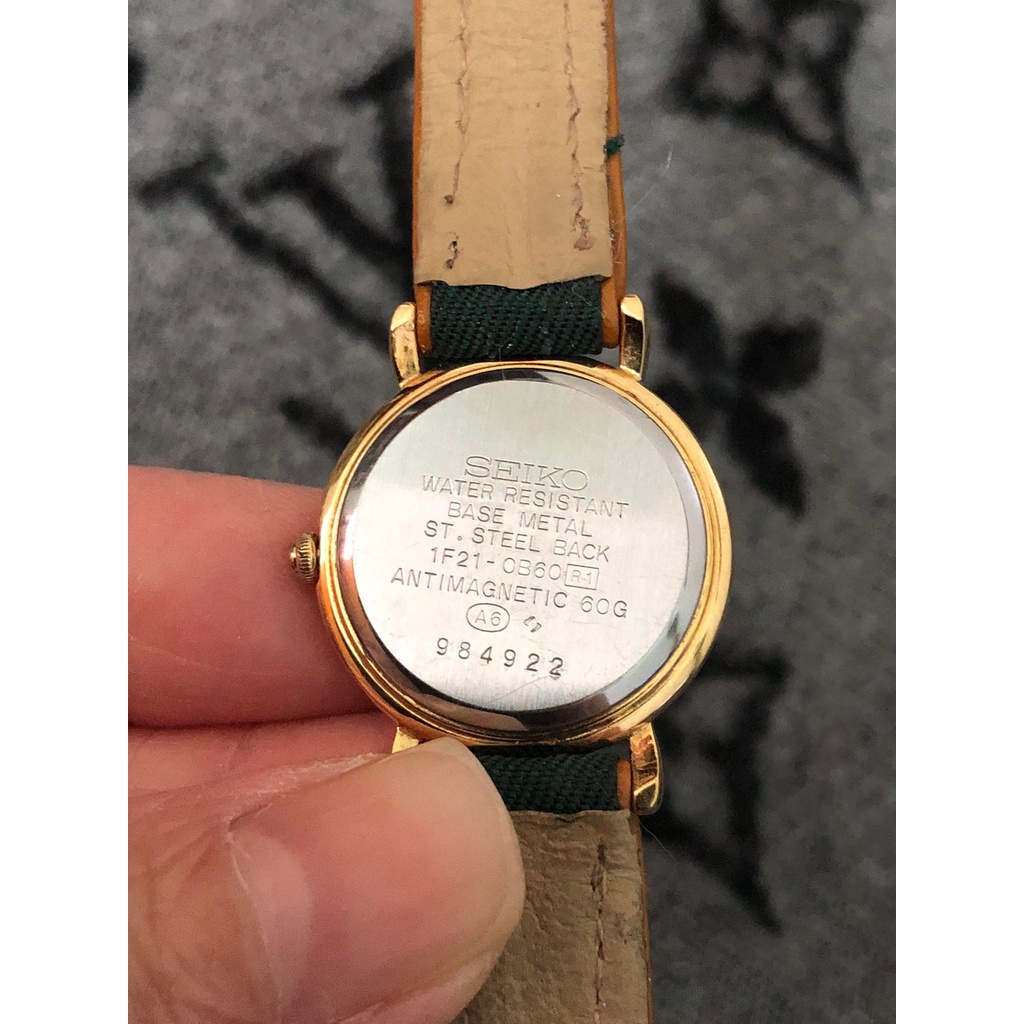 SEIKO
WATER RESISTANT
BASE METAL
ST. STEEL BACK
1F21-0B60 R-1
ANTIMAGNETIC 60G
A6
984922